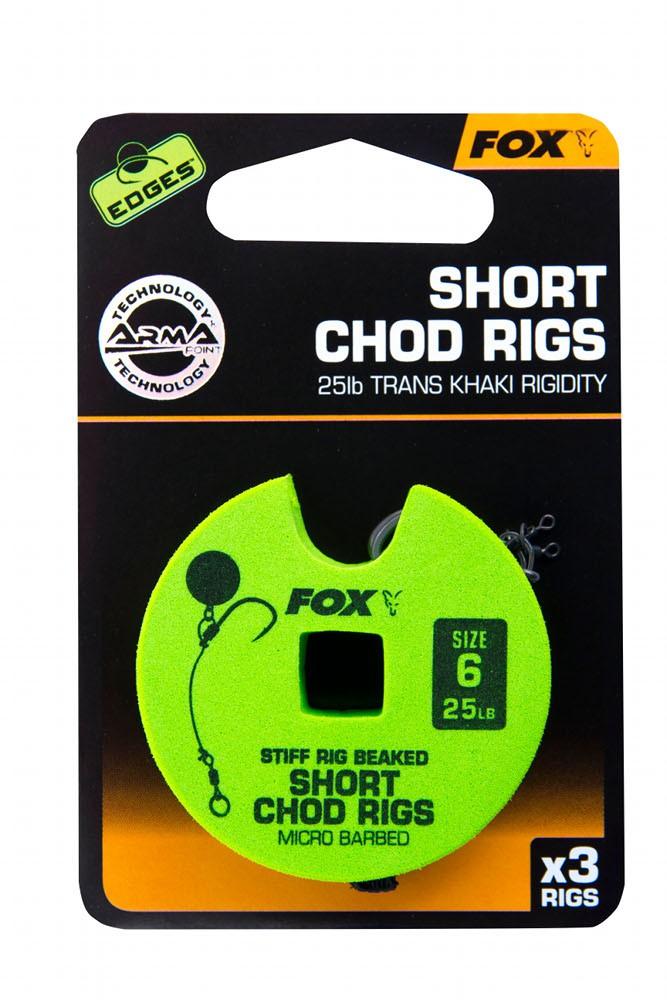 EDGES
FOX
TECHNOLOGY
ARMA
POINT
TECHNOLOGY
SHORT
CHOD RIGS
25lb TRANS KHAKI RIGIDITY
FOX
SIZE
6
25LB
STIFF RIG BEAKED
SHORT
CHOD RIGS
MICRO BARBED
x3
RIGS